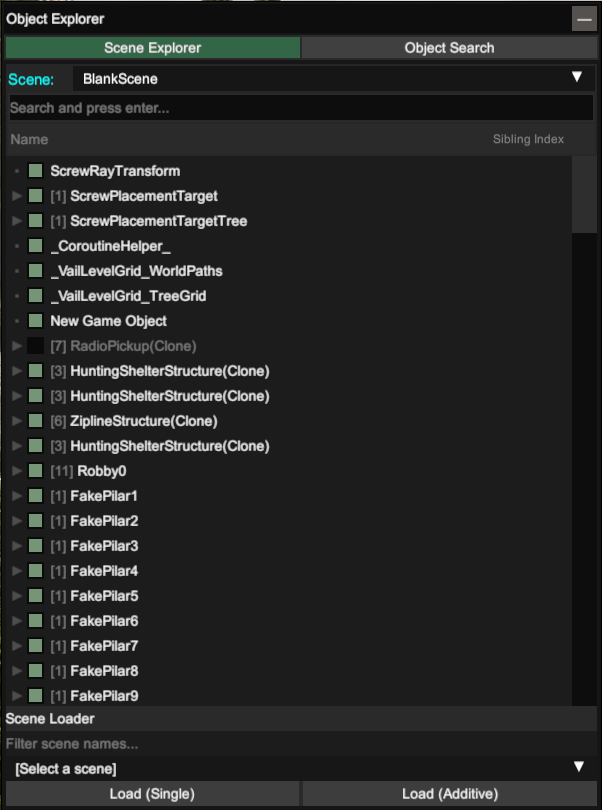 Object Explorer
Scene Explorer Object Search
Scene: BlankScene
Search and press enter...
Name Sibling Index
ScrewRayTransform
[1] ScrewPlacementTarget
[1] ScrewPlacementTargetTree
_CoroutineHelper_
_VailLevelGrid_WorldPaths
_VailLevelGrid_TreeGrid
New Game Object
[7] RadioPickup(Clone)
[3] HuntingShelterStructure(Clone)
[3] HuntingShelterStructure(Clone)
[6] ZiplineStructure(Clone)
[3] HuntingShelterStructure(Clone)
[11] Robby0
[1] FakePilar1
[1] FakePilar2
[1] FakePilar3
[1] FakePilar4
[1] FakePilar5
[1] FakePilar6
[1] FakePilar7
[1] FakePilar8
[1] FakePilar9
Scene Loader
Filter scene names...
[Select a scene]
Load (Single) Load (Additive)